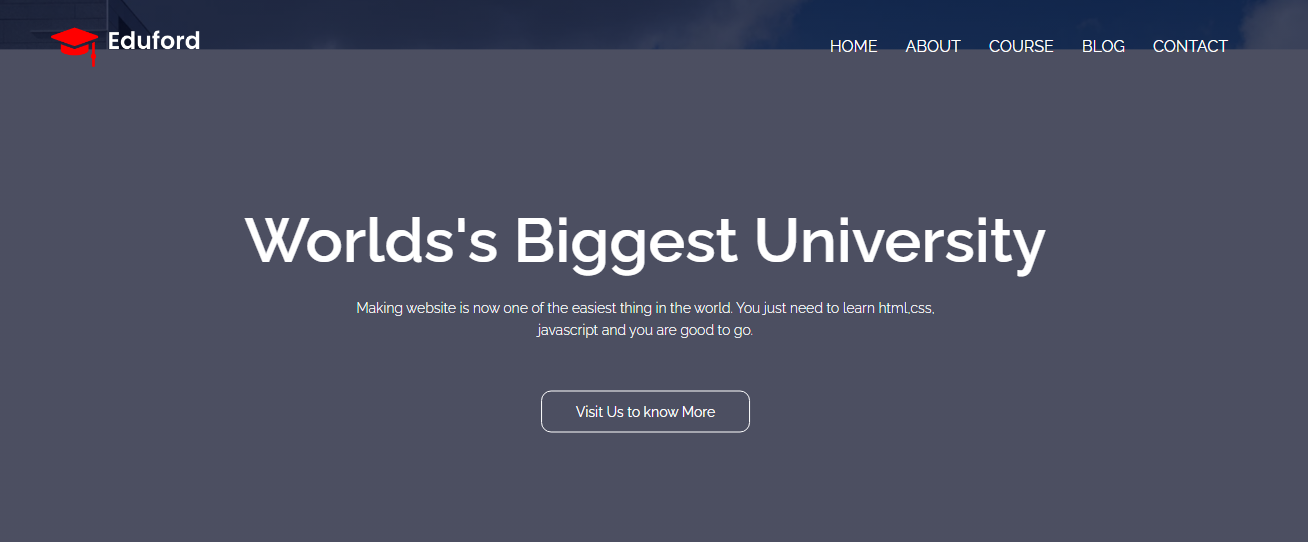 Eduford
HOME ABOUT COURSE BLOG CONTACT
Worlds's Biggest University
Making website is now one of the easiest thing in the world. You just need to learn html,css,
javascript and you are good to go.
Visit Us to know More